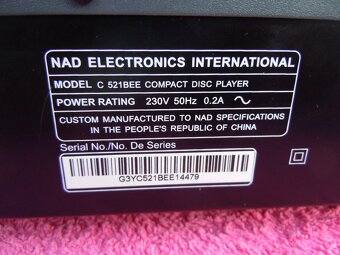 NAD ELECTRONICS INTERNATIONAL
MODEL C 521BEE COMPACT DISC PLAYER
POWER RATING 230V 50Hz 0.2A
CUSTOM MANUFACTURED TO NAD SPECIFICATIONS
IN THE PEOPLE'S REPUBLIC OF CHINA
Serial No./No. De Series
G3YC521BEE14479